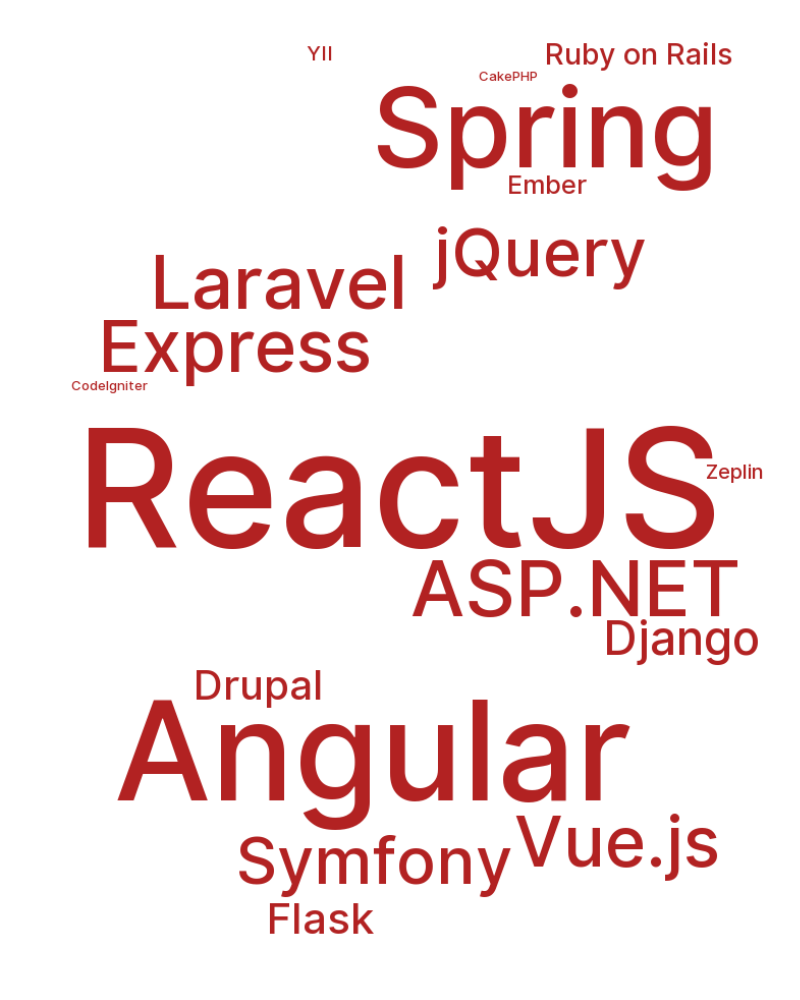 YII
Ruby on Rails
CakePHP
Spring
Ember
jQuery
Laravel
Express
CodeIgniter
ReactJS
Zeplin
ASP.NET
Django
Drupal
Angular
Vue.js
Symfony
Flask